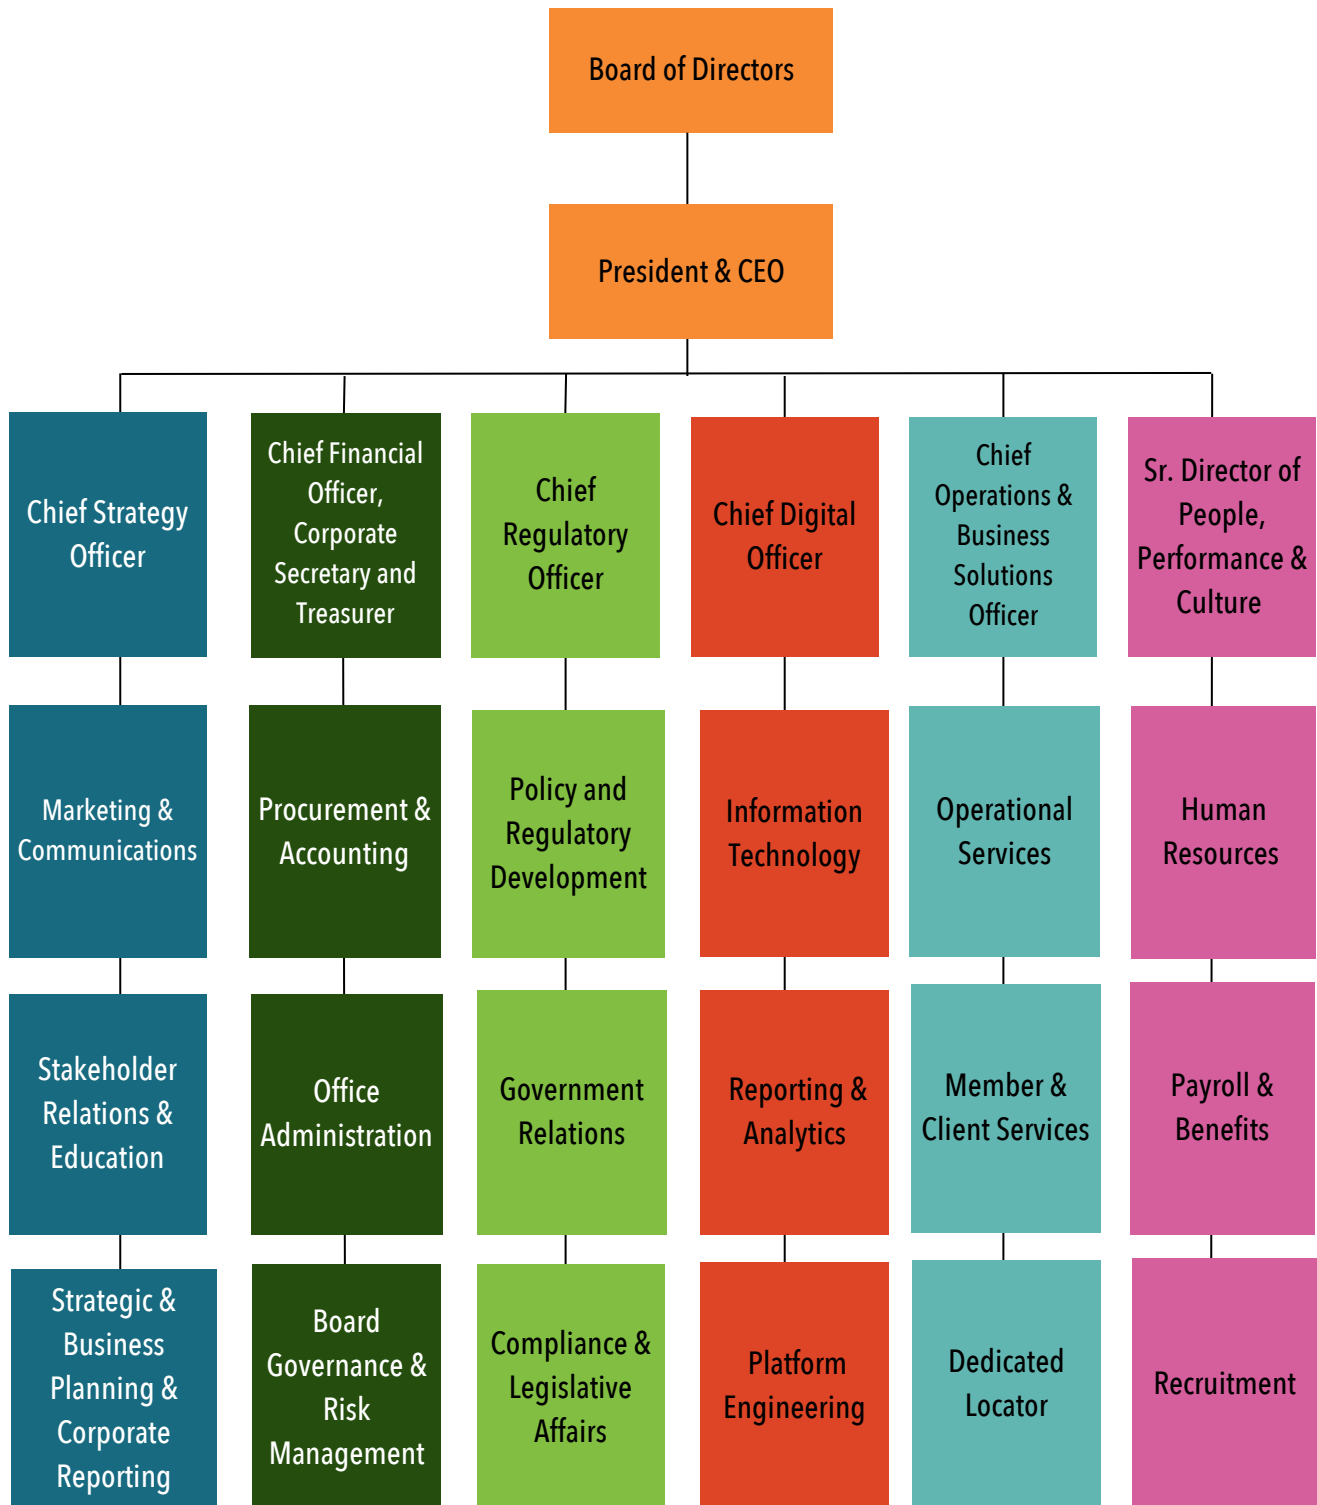 Board of Directors
President & CEO
Chief Strategy
Officer
Chief Financial
Officer,
Corporate
Secretary and
Treasurer
Chief
Regulatory
Officer
Chief Digital
Officer
Chief
Operations &
Business
Solutions
Officer
Sr. Director of
People,
Performance &
Culture
Marketing &
Communications
Procurement &
Accounting
Policy and
Regulatory
Development
Information
Technology
Operational
Services
Human
Resources
Stakeholder
Relations &
Education
Office
Administration
Government
Relations
Reporting &
Analytics
Member &
Client Services
Payroll &
Benefits
Strategic &
Business
Planning &
Corporate
Reporting
Board
Governance &
Risk
Management
Compliance &
Legislative
Affairs
Platform
Engineering
Dedicated
Locator
Recruitment